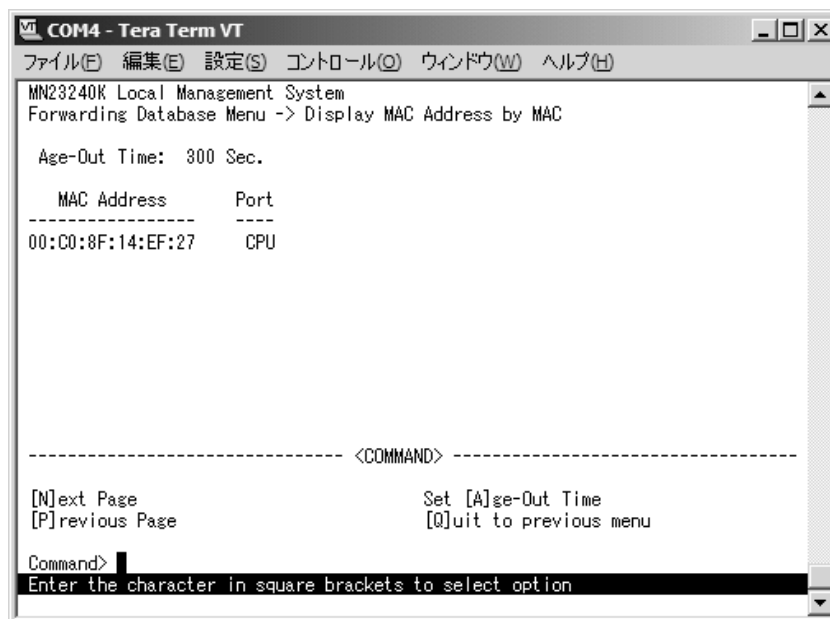 COM4 - Tera Term VT
ファイル(F) 編集(E) 設定(S) コントロール(O) ウィンドウ(W) ヘルプ(H)
MN23240K Local Management System
Forwarding Database Menu -> Display MAC Address by MAC
Age-Out Time: 300 Sec.
MAC Address Port
----------------- ----
00:C0:8F:14:EF:27 CPU
-------------------------------- <COMMAND> -----------------------------------
[N]ext Page Set [A]ge-Out Time
[P]revious Page [Q]uit to previous menu
Command>
Enter the character in square brackets to select option